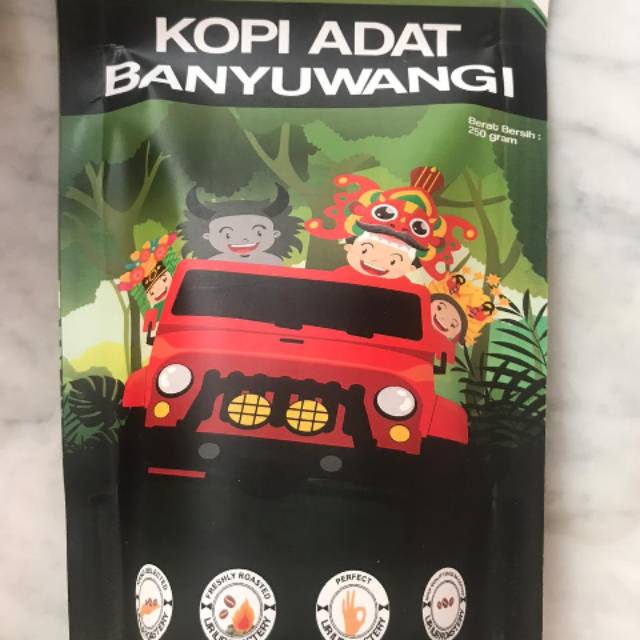 KOPI ADAT
BANYUWANGI
Berat Bersih :
250 gram
FRESHLY ROASTED
PERFECT